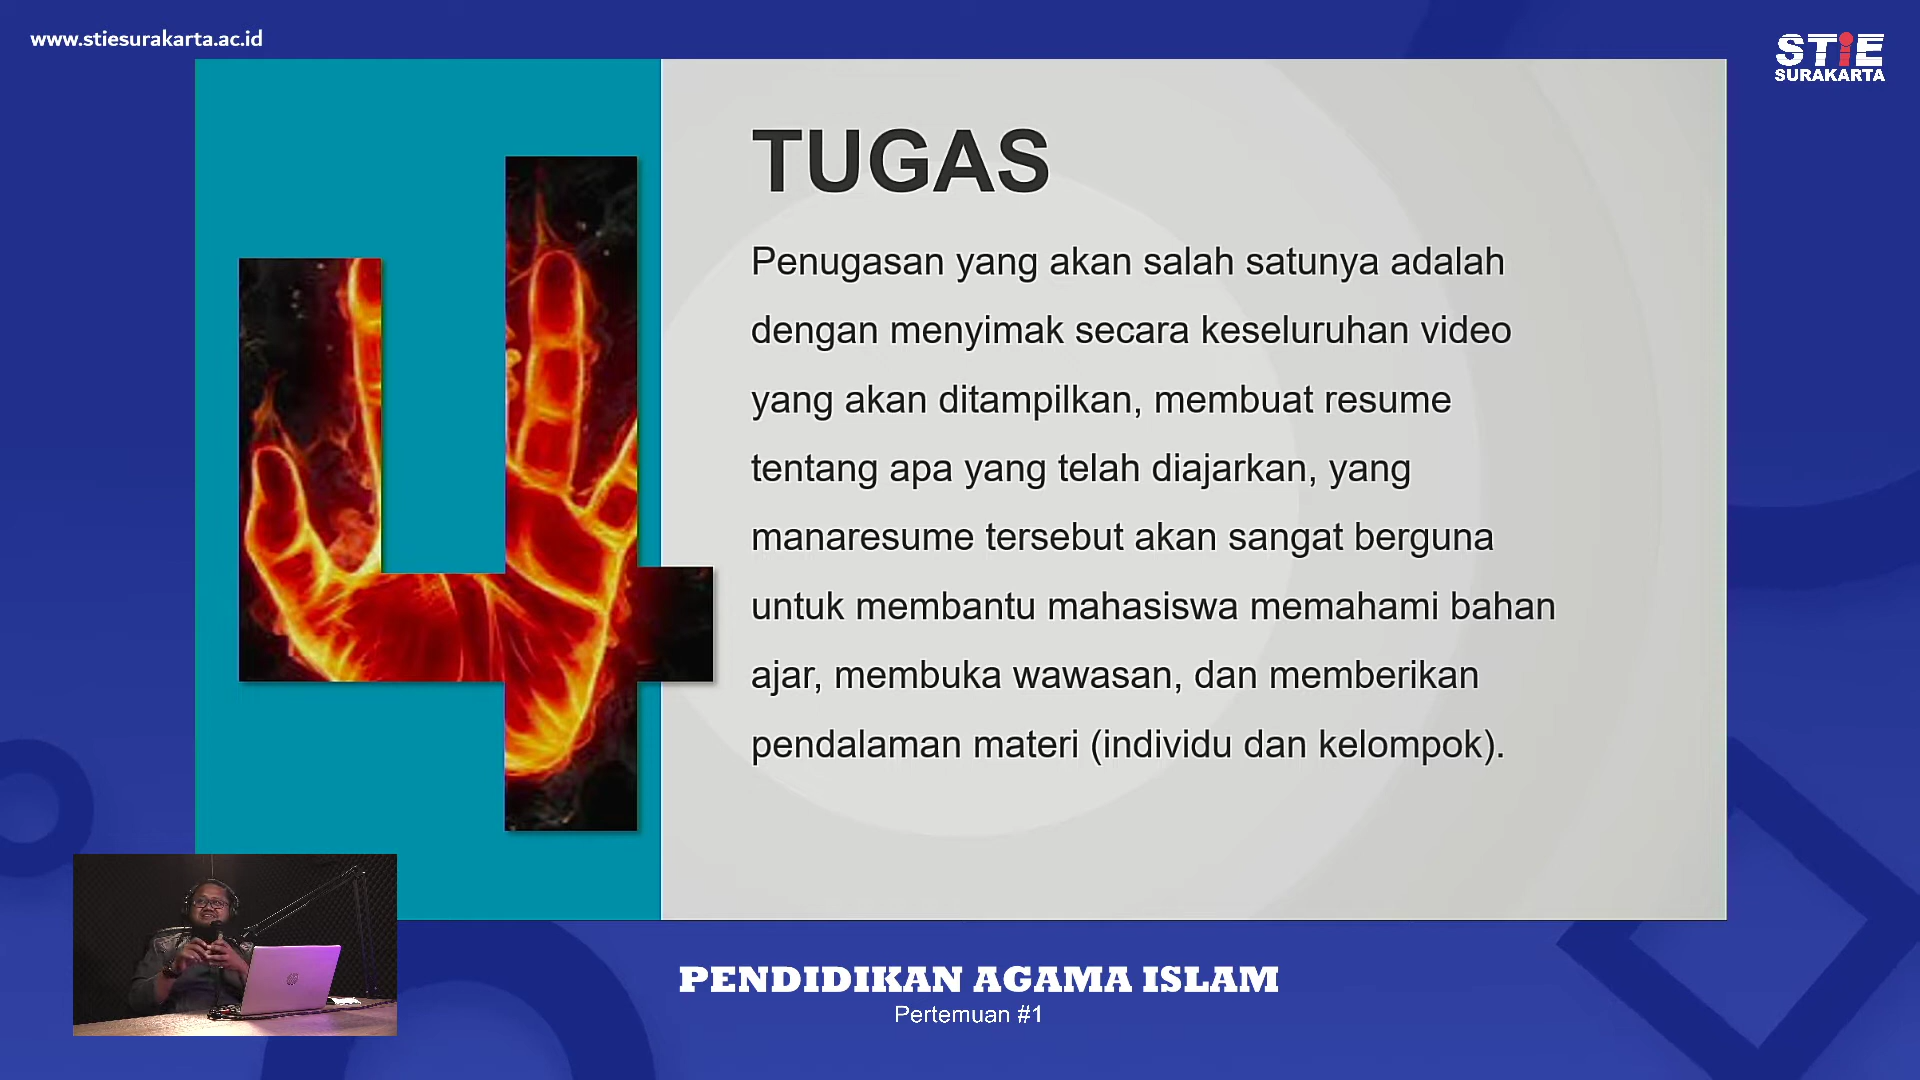 www.stiesurakarta.ac.id
STiE
SURAKARTA
TUGAS
Penugasan yang akan salah satunya adalah
dengan menyimak secara keseluruhan video
yang akan ditampilkan, membuat resume
tentang apa yang telah diajarkan, yang
manaresume tersebut akan sangat berguna
untuk membantu mahasiswa memahami bahan
ajar, membuka wawasan, dan memberikan
pendalaman materi (individu dan kelompok).
PENDIDIKAN AGAMA ISLAM
Pertemuan #1